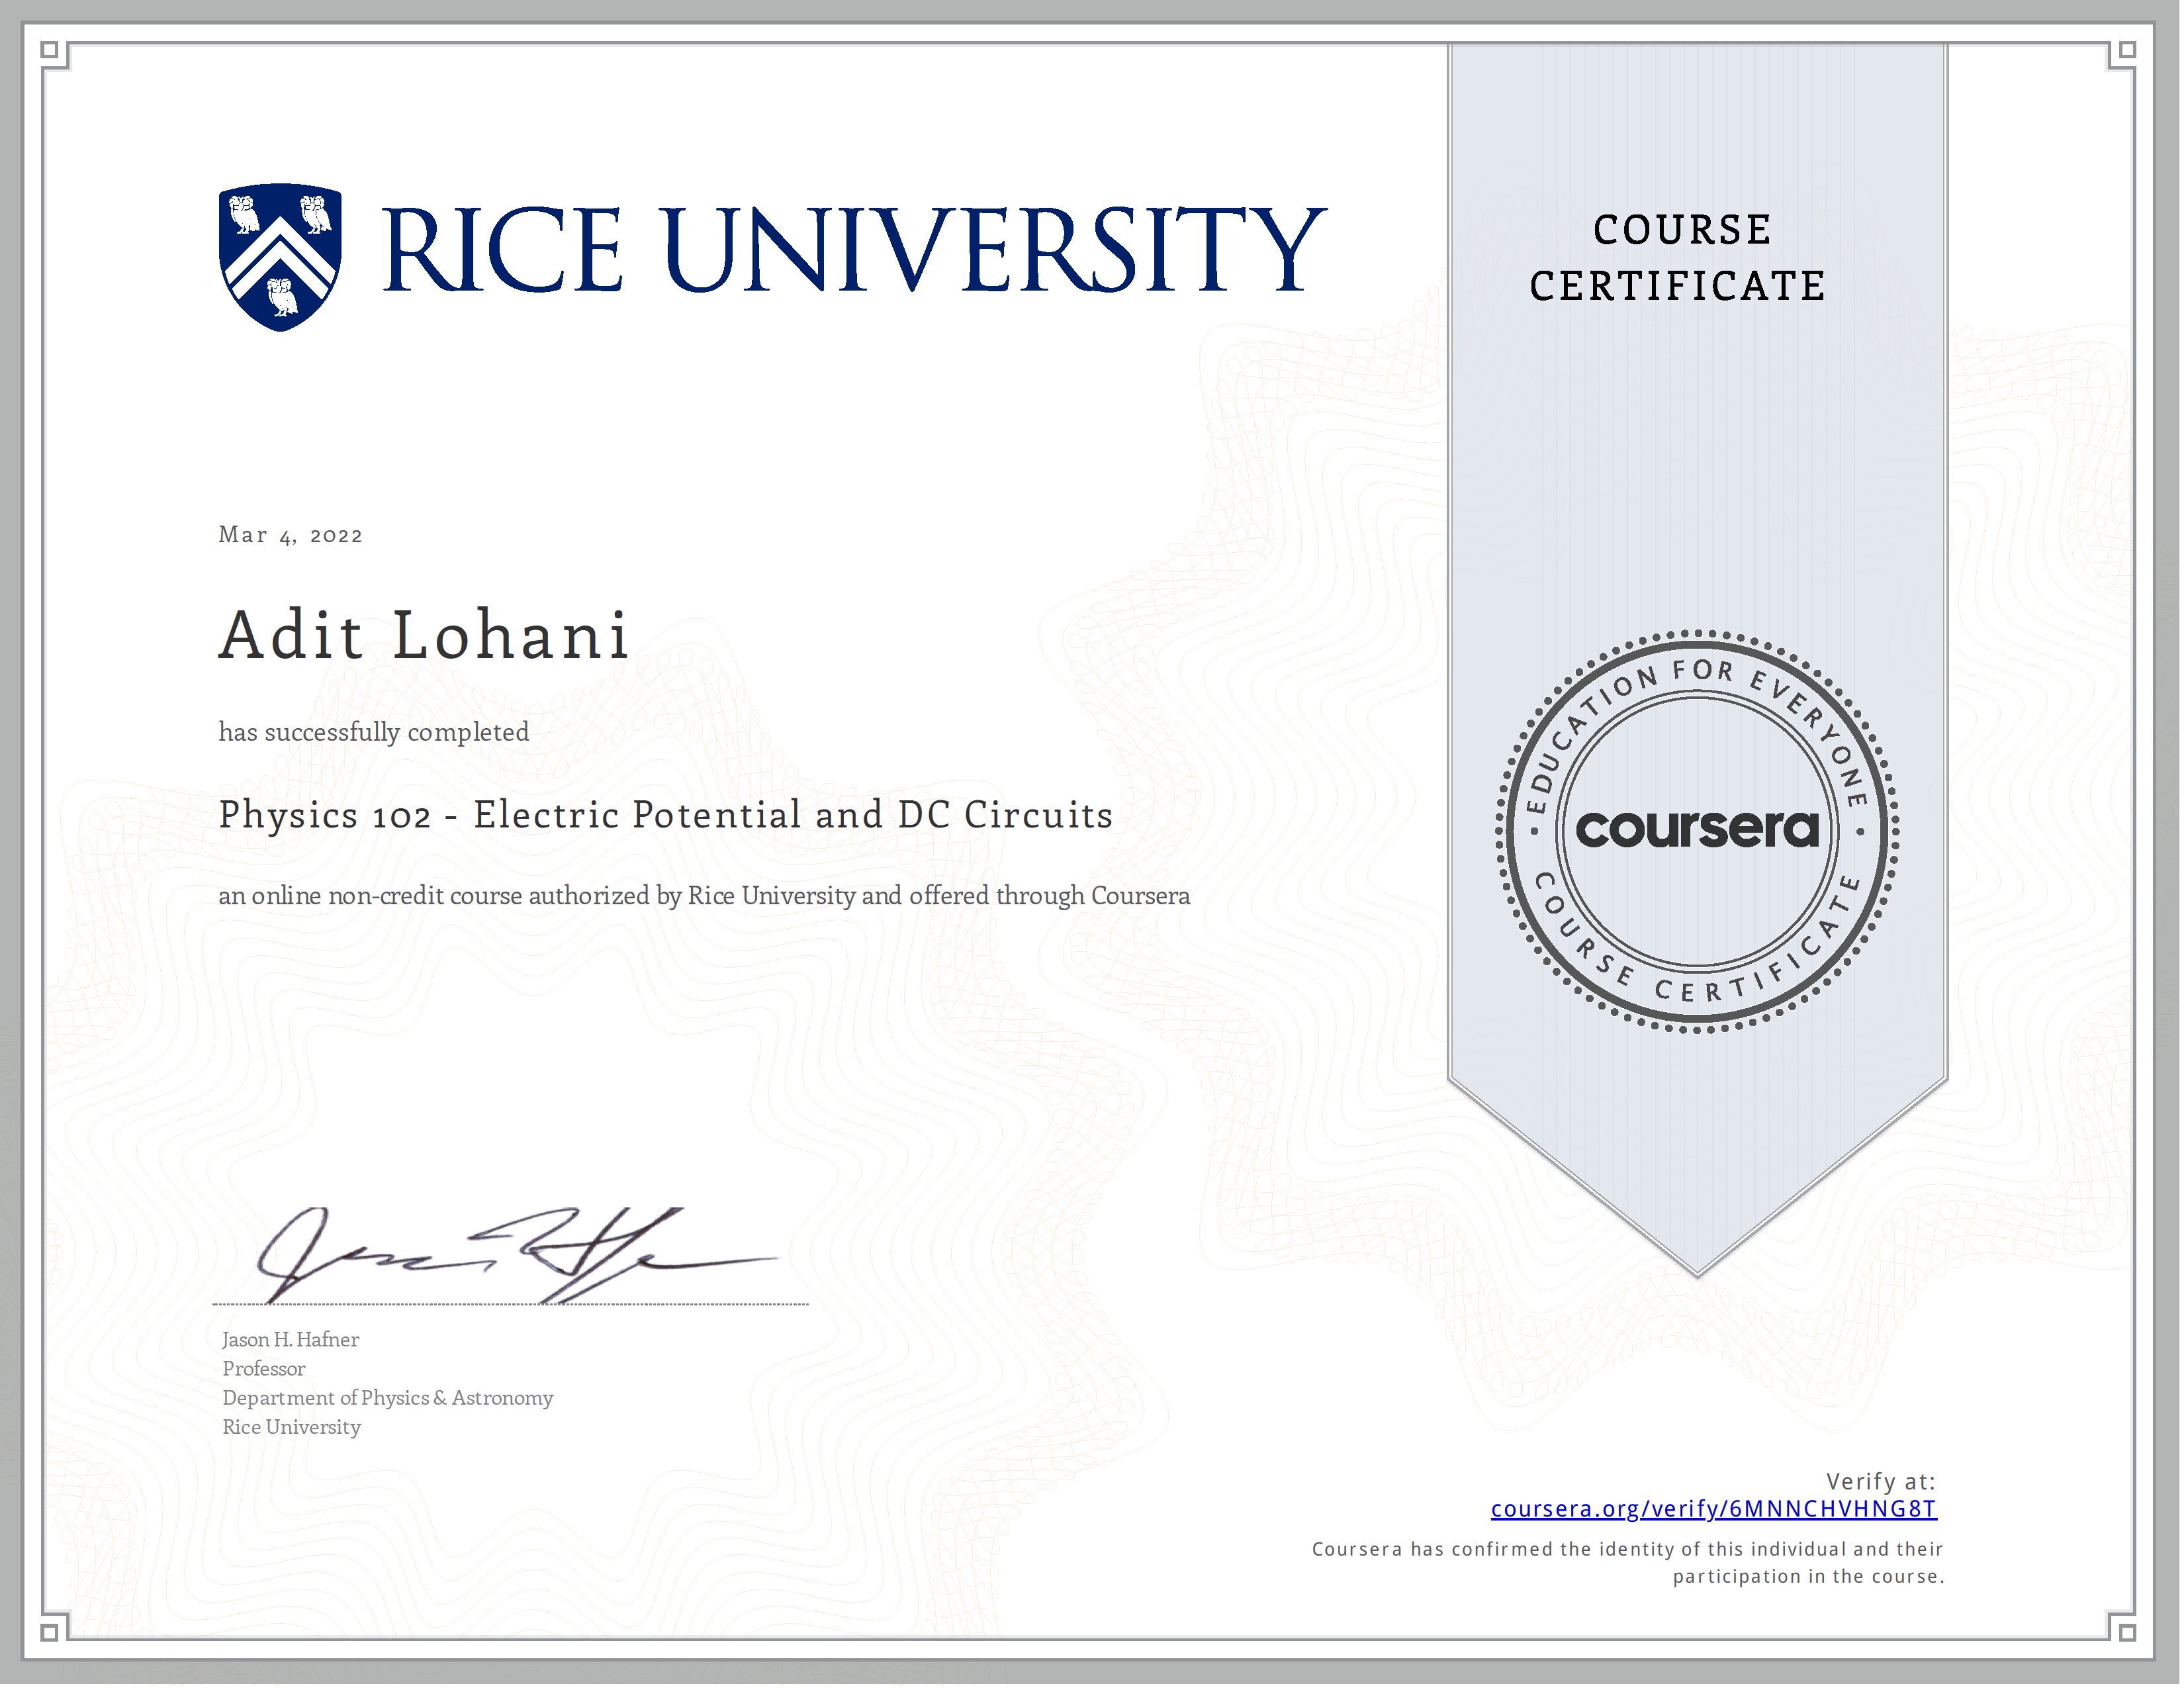 RICE UNIVERSITY
COURSE
CERTIFICATE
Mar 4, 2022
Adit Lohani
has successfully completed
Physics 102 - Electric Potential and DC Circuits
an online non-credit course authorized by Rice University and offered through Coursera
EDUCATION FOR EVERYONE
coursera
COURSE CERTIFICATE
Jason H. Hafner
Professor
Department of Physics & Astronomy
Rice University
Verify at:
coursera.org/verify/6MNNCHVHNG8T
Coursera has confirmed the identity of this individual and their
participation in the course.